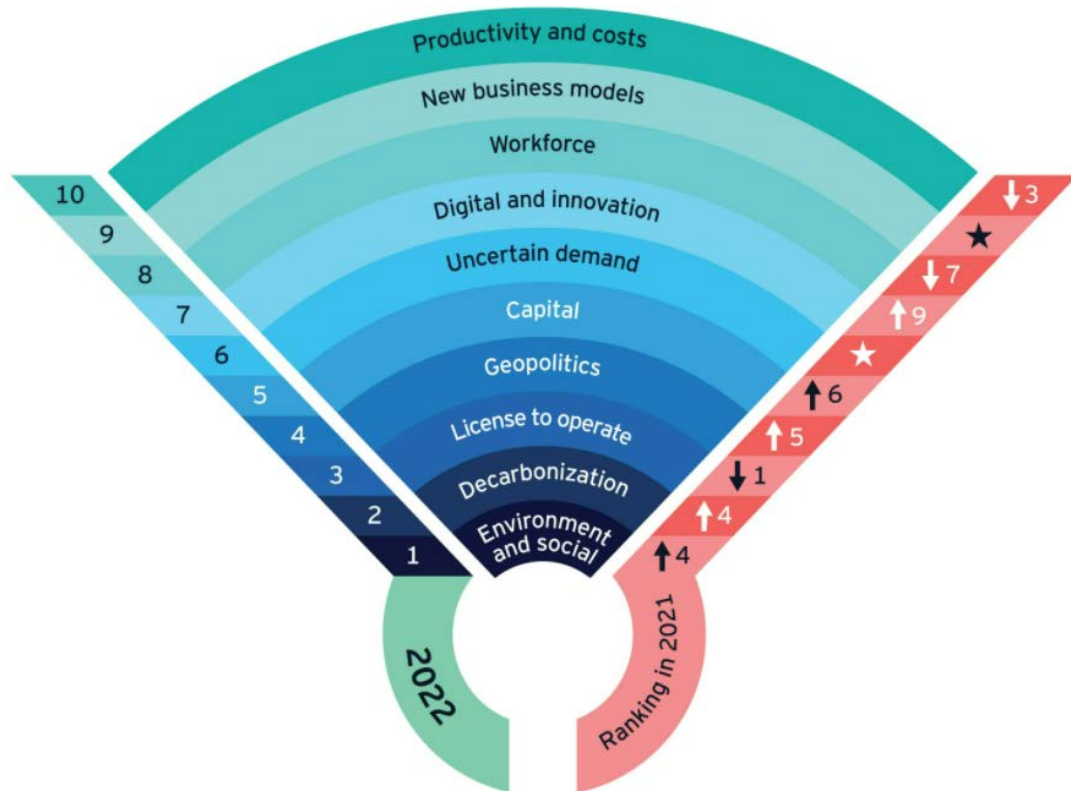 Productivity and costs
New business models
Workforce
Digital and innovation
Uncertain demand
Capital
Geopolitics
License to operate
Decarbonization
Environment
and social
10
9
8
7
6
5
4
3
2
1
2022
3
7
9
6
5
1
4
4
Ranking in 2021